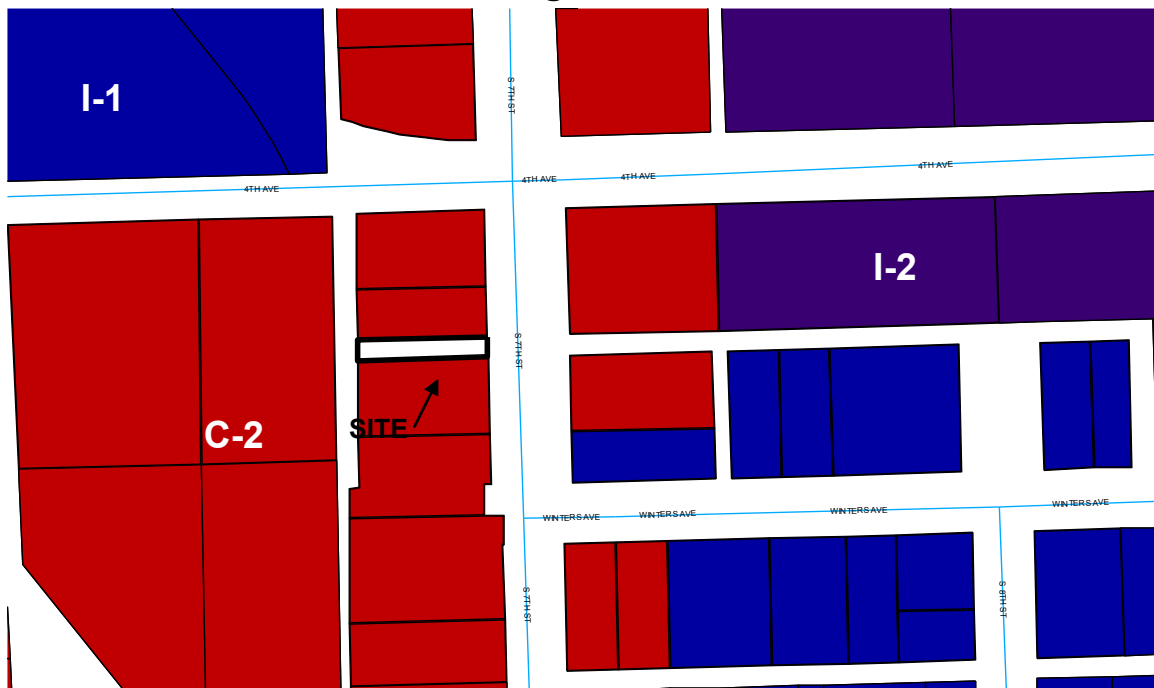 S 7TH ST
I-1
4TH AVE
4TH AVE
4TH AVE
4TH AVE
I-2
S 7TH ST
C-2
SITE
WINTERS AVE
WINTERS AVE
WINTERS AVE
WINTERS AVE
S 7TH ST
S 8TH ST